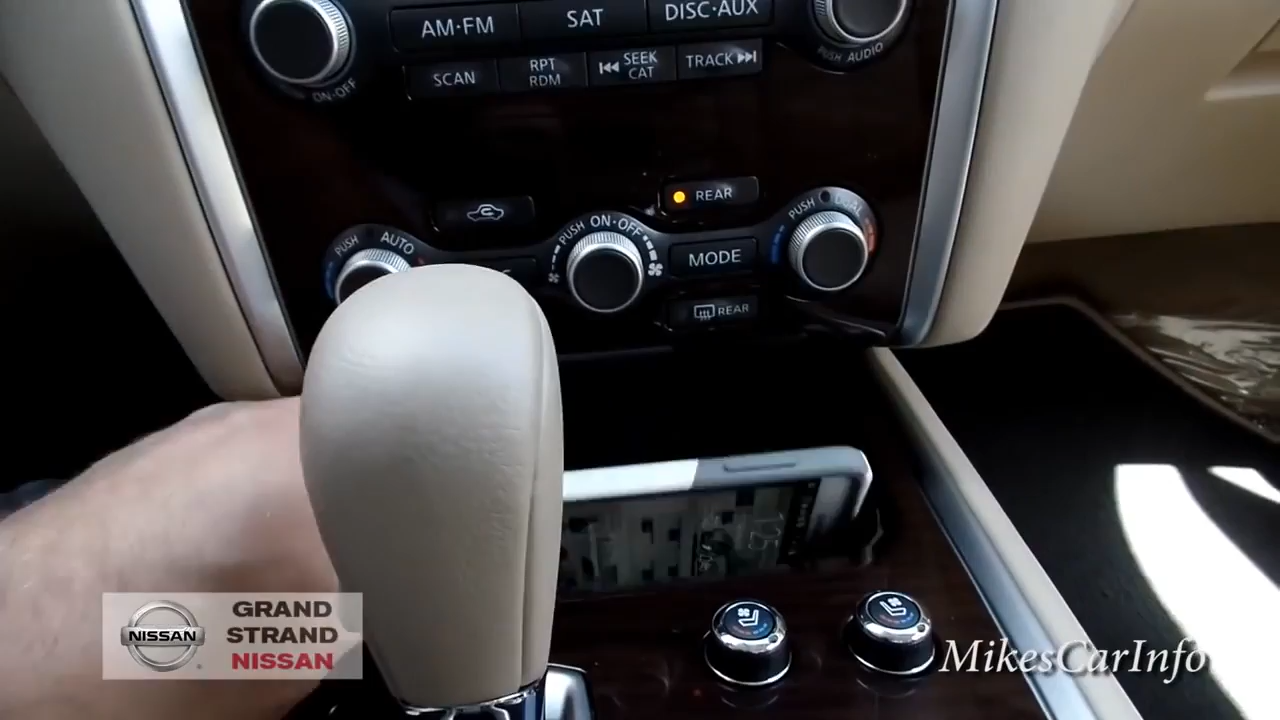 AM·FM
SAT
DISC·AUX
ON·OFF
SCAN
RPT
RDM
SEEK
CAT
TRACK
PUSH AUDIO
REAR
PUSH AUTO
PUSH ON·OFF
MODE
PUSH DUAL
REAR
NISSAN
GRAND
STRAND
NISSAN
MikesCarInfo